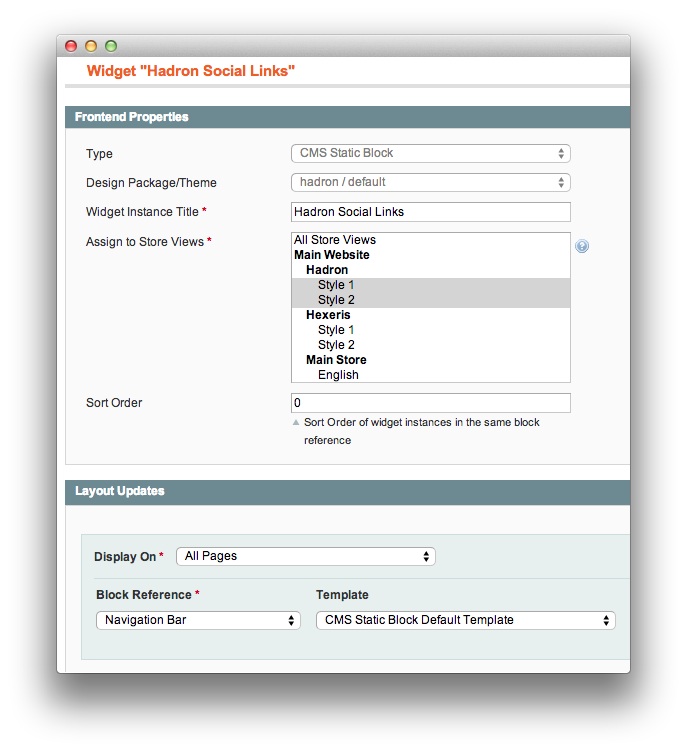 Widget "Hadron Social Links"
Frontend Properties
Type
CMS Static Block
Design Package/Theme
hadron / default
Widget Instance Title *
Hadron Social Links
Assign to Store Views *
All Store Views
Main Website
Hadron
Style 1
Style 2
Hexeris
Style 1
Style 2
Main Store
English
?
Sort Order
0
Sort Order of widget instances in the same block
reference
Layout Updates
Display On *
All Pages
Block Reference *
Template
Navigation Bar
CMS Static Block Default Template